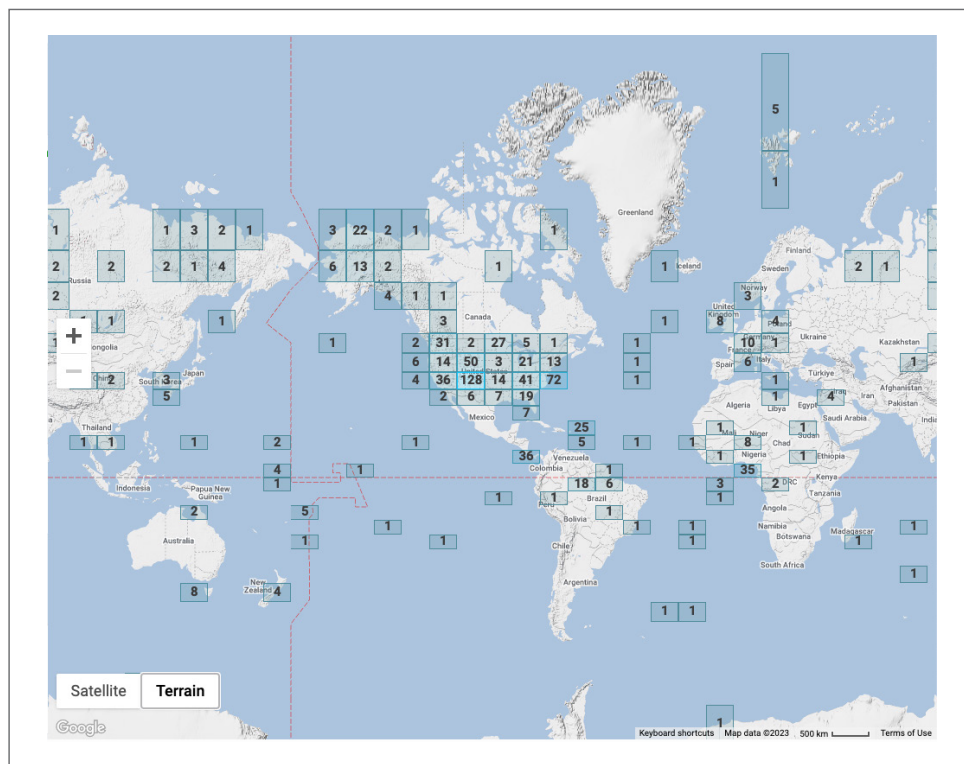 5
1
Greenland
1 1 3 2 1 3 22 2 1 1
Finland
2 2 2 1 4 6 13 2 1 1 Iceland 2 1
Russia Sweden
2 4 1 1 Norway 3
United Kingdom
1 1 3 Canada 1 8 4 Poland
+
1 Mongolia 1 2 31 2 27 5 1 1 10 Germany 1 Ukraine Kazakhstan
France
6 14 50 3 21 13 1 Spain 6 Italy 1
United States Türkiye
−
China 2 South Korea 3 Japan 4 36 128 14 41 72 1 1 Iraq Iran Afghanistan
5 2 6 7 19 Algeria 1 Libya Egypt 4 Pakistan
Mexico 7 Saudi Arabia
India
Thailand 25 1 Mali Niger 1 Sudan
1 1 1 2 1 5 1 1 8 Chad
36 Venezuela 1 Nigeria 1 Ethiopia
4 1 Colombia 1 35
Indonesia Papua New Guinea 1 18 6 3 2 DRC Kenya
1 Peru 1 Brazil 1 Tanzania
2 5 Bolivia 1 Angola
Australia 1 1 1 Namibia Madagascar 1
1 1 Chile 1 Botswana 1
South Africa 1
8 New Zealand 4 Argentina
1 1
Satellite Terrain
1
Google Keyboard shortcuts Map data ©2023 500 km Terms of Use